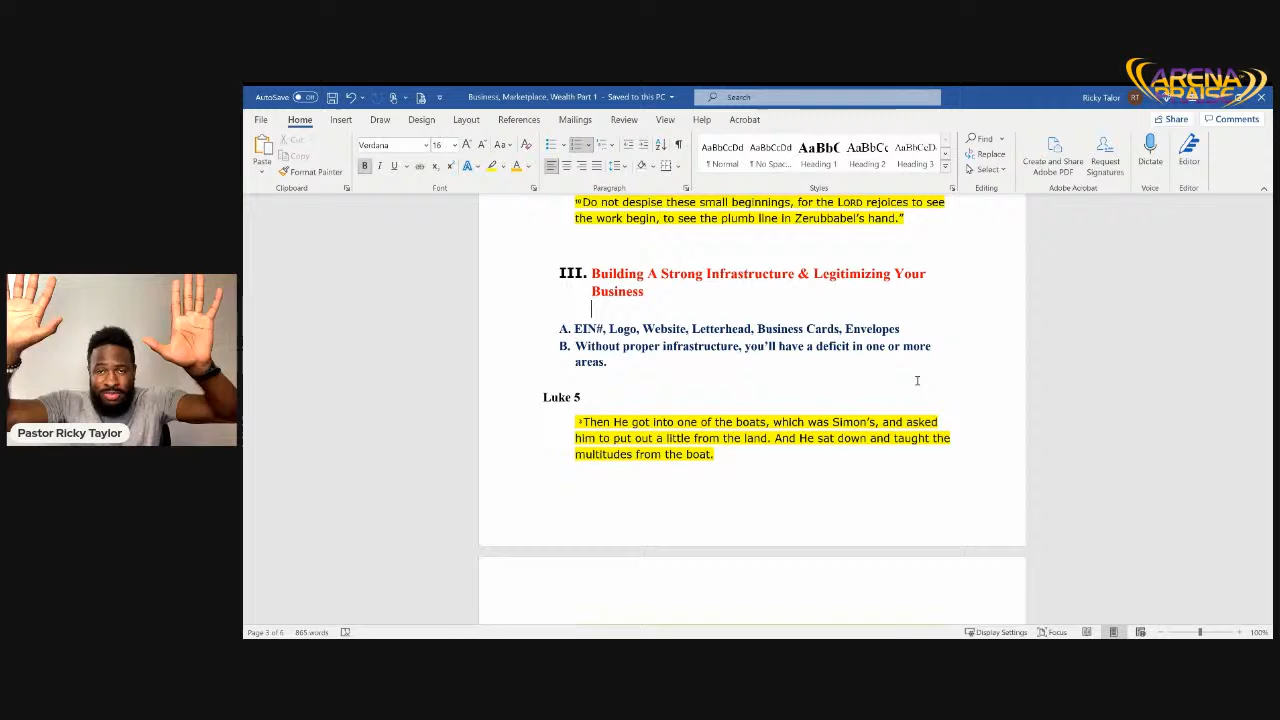 ARENA
PRAISE
AutoSave Off
Business, Marketplace, Wealth Part 1 - Saved to this PC
Search
Ricky Talor RT
File Home Insert Draw Design Layout References Mailings Review View Help Acrobat
Share Comments
Paste
Cut
Copy
Format Painter
Clipboard
Verdana 16
Font
Paragraph
AaBbCcDd AaBbCcDd AaBbC AaBbCc AaBbCcD
¶ Normal ¶ No Spac... Heading 1 Heading 2 Heading 3
Styles
Find
Replace
Select
Editing
Create and Share
Adobe PDF
Request
Signatures
Adobe Acrobat
Dictate
Voice
Editor
Editor
10Do not despise these small beginnings, for the LORD rejoices to see
the work begin, to see the plumb line in Zerubbabel's hand.”
III. Building A Strong Infrastructure & Legitimizing Your
Business
A. EIN#, Logo, Website, Letterhead, Business Cards, Envelopes
B. Without proper infrastructure, you’ll have a deficit in one or more
areas.
Luke 5
3Then He got into one of the boats, which was Simon’s, and asked
him to put out a little from the land. And He sat down and taught the
multitudes from the boat.
Pastor Ricky Taylor
Page 3 of 6 865 words
Display Settings Focus
100%